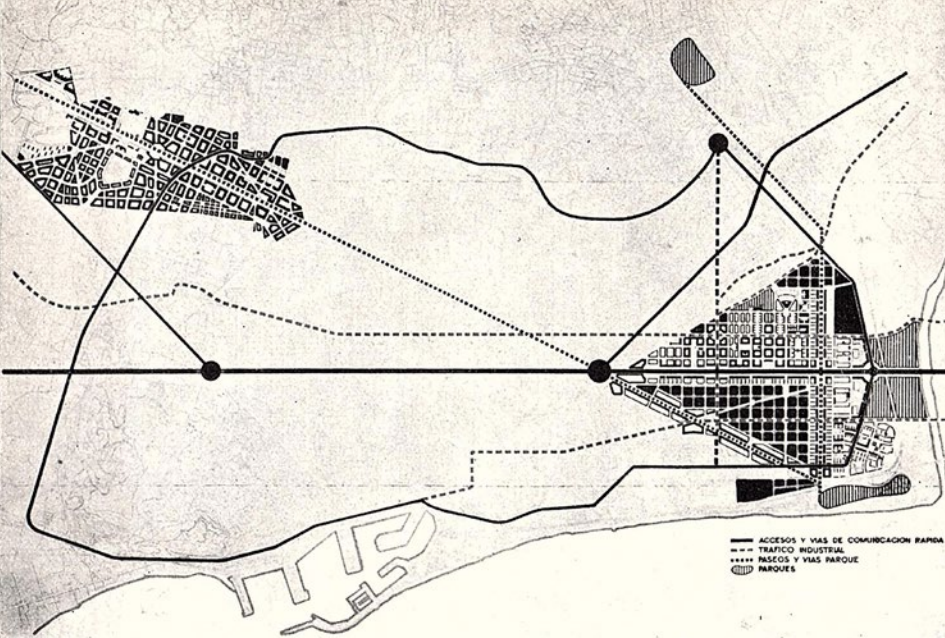 ACCESOS Y VIAS DE COMUNICACION RAPIDA
TRAFICO INDUSTRIAL
PASEOS Y VIAS PARQUE
PARQUES